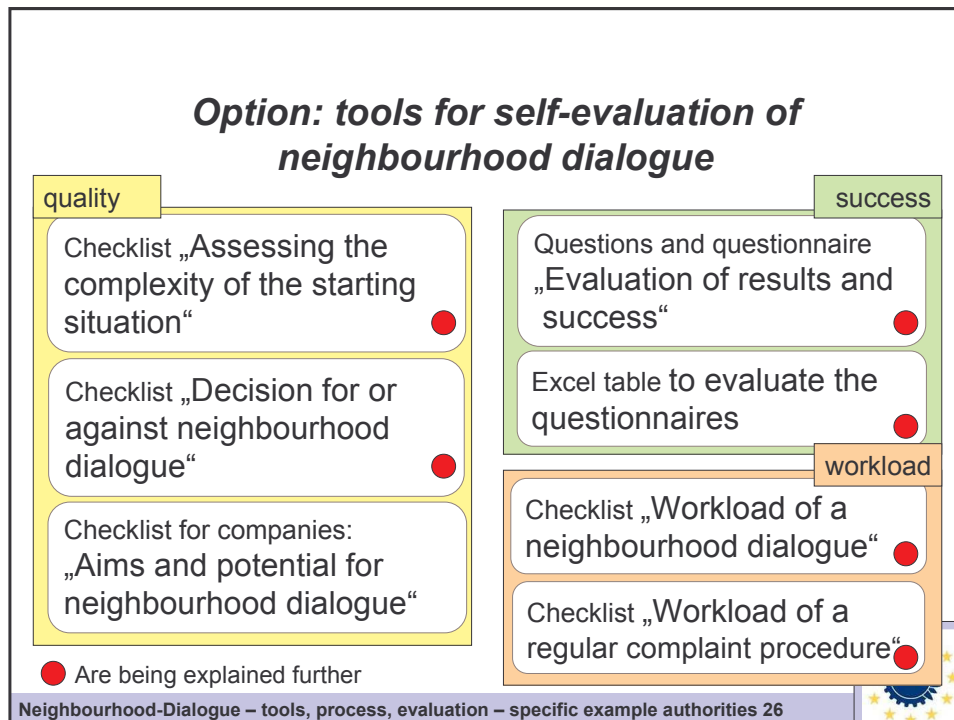 Option: tools for self-evaluation of
neighbourhood dialogue
quality
Checklist „Assessing the
complexity of the starting
situation“
Checklist „Decision for or
against neighbourhood
dialogue“
Checklist for companies:
„Aims and potential for
neighbourhood dialogue“
success
Questions and questionnaire
„Evaluation of results and
success“
Excel table to evaluate the
questionnaires
workload
Checklist „Workload of a
neighbourhood dialogue“
Checklist „Workload of a
regular complaint procedure“
Are being explained further
Neighbourhood-Dialogue – tools, process, evaluation – specific example authorities 26